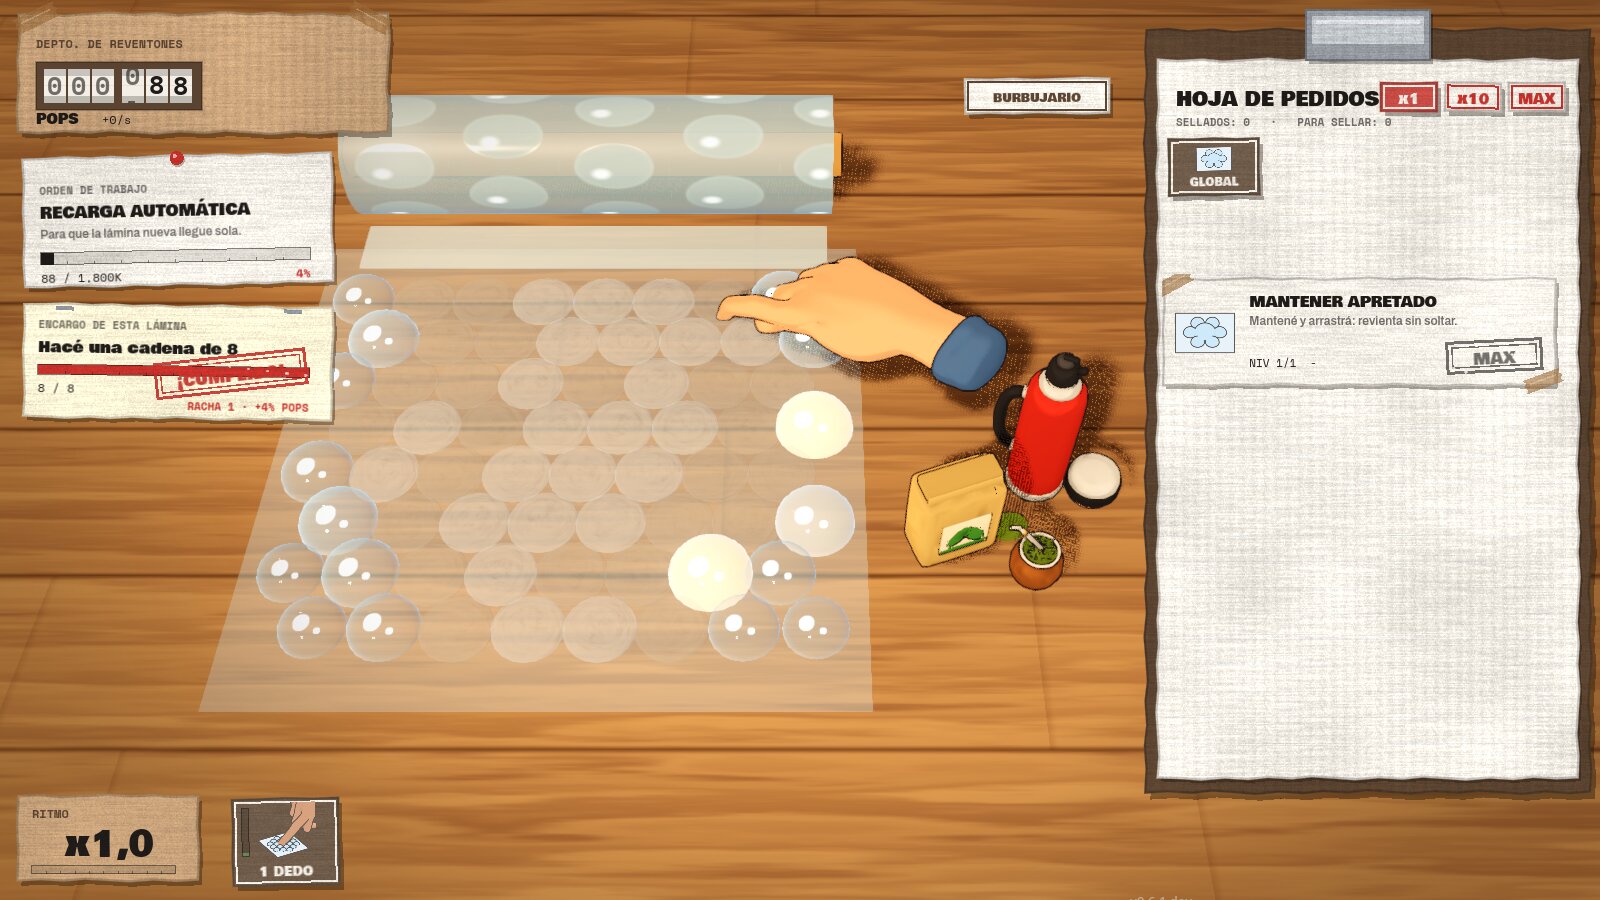 DEPTO. DE REVENTONES
000 088
POPS +0/s
ORDEN DE TRABAJO
RECARGA AUTOMÁTICA
Para que la lámina nueva llegue sola.
88 / 1.800K 4%
ENCARGO DE ESTA LÁMINA
Hacé una cadena de 8
8 / 8
RACHA 1 · +4% POPS
BURBUJARIO
HOJA DE PEDIDOS x1 x10 MAX
SELLADOS: 0 · PARA SELLAR: 0
GLOBAL
MANTENER APRETADO
Mantené y arrastrá: revienta sin soltar.
NIV 1/1 - MAX
RITMO
x1,0
1 DEDO